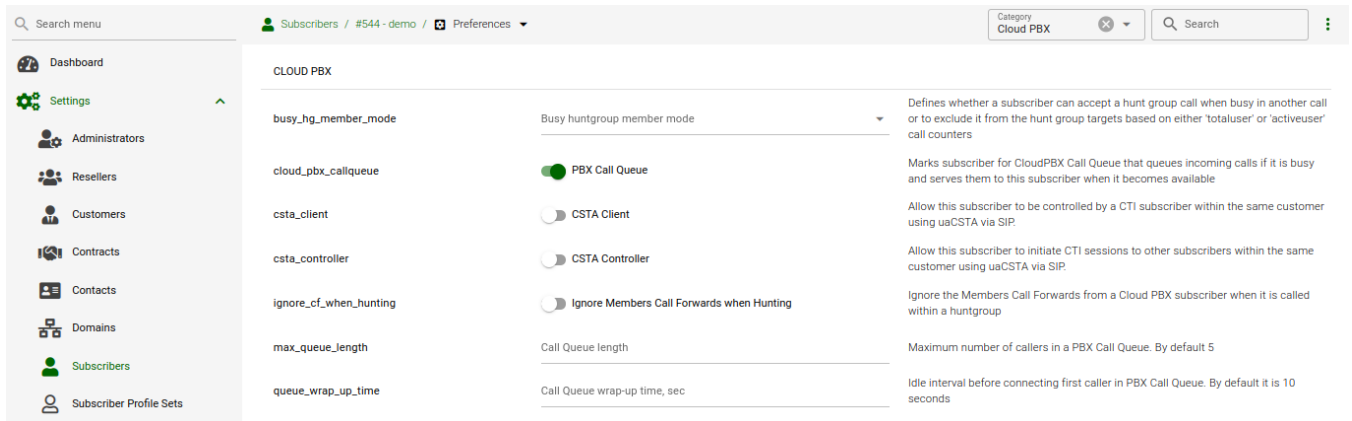 Search menu
Subscribers / #544 - demo / Preferences
Category
Cloud PBX
Search
Dashboard
Settings
Administrators
Resellers
Customers
Contracts
Contacts
Domains
Subscribers
Subscriber Profile Sets
CLOUD PBX
busy_hg_member_mode
Busy huntgroup member mode
Defines whether a subscriber can accept a hunt group call when busy in another call
or to exclude it from the hunt group targets based on either 'totaluser' or 'activeuser'
call counters
cloud_pbx_callqueue
PBX Call Queue
Marks subscriber for CloudPBX Call Queue that queues incoming calls if it is busy
and serves them to this subscriber when it becomes available
csta_client
CSTA Client
Allow this subscriber to be controlled by a CTI subscriber within the same customer
using uaCSTA via SIP.
csta_controller
CSTA Controller
Allow this subscriber to initiate CTI sessions to other subscribers within the same
customer using uaCSTA via SIP.
ignore_cf_when_hunting
Ignore Members Call Forwards when Hunting
Ignore the Members Call Forwards from a Cloud PBX subscriber when it is called
within a huntgroup
max_queue_length
Call Queue length
Maximum number of callers in a PBX Call Queue. By default 5
queue_wrap_up_time
Call Queue wrap-up time, sec
Idle interval before connecting first caller in PBX Call Queue. By default it is 10
seconds